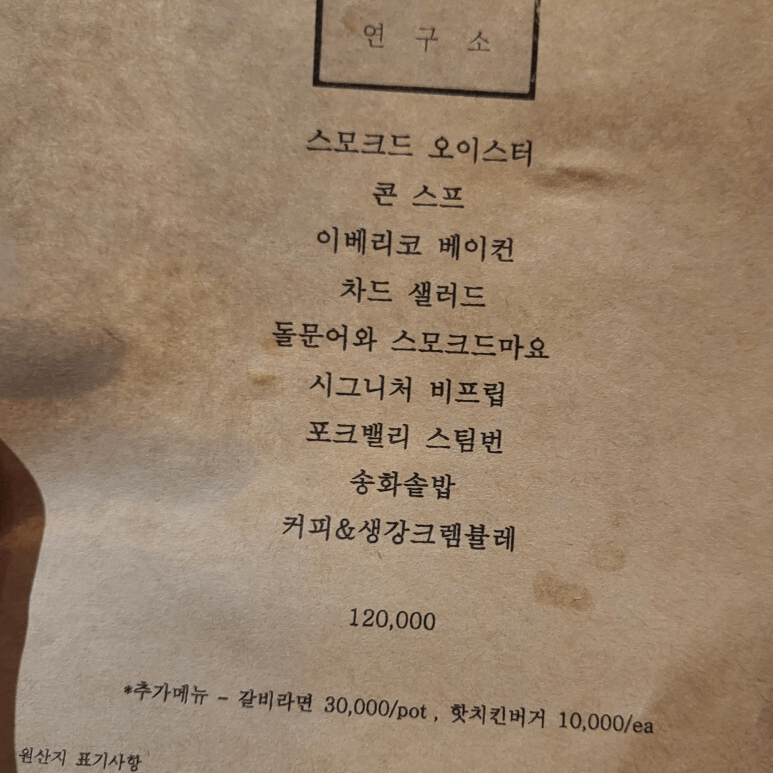 연 구 소
스모크드 오이스터
콘 스프
이베리코 베이컨
차드 샐러드
돌문어와 스모크드마요
시그니처 비프립
포크밸리 스팀번
송화솥밥
커피&생강크렘뷸레
120,000
*추가메뉴 - 갈비라면 30,000/pot , 핫치킨버거 10,000/ea
원산지 표기사항